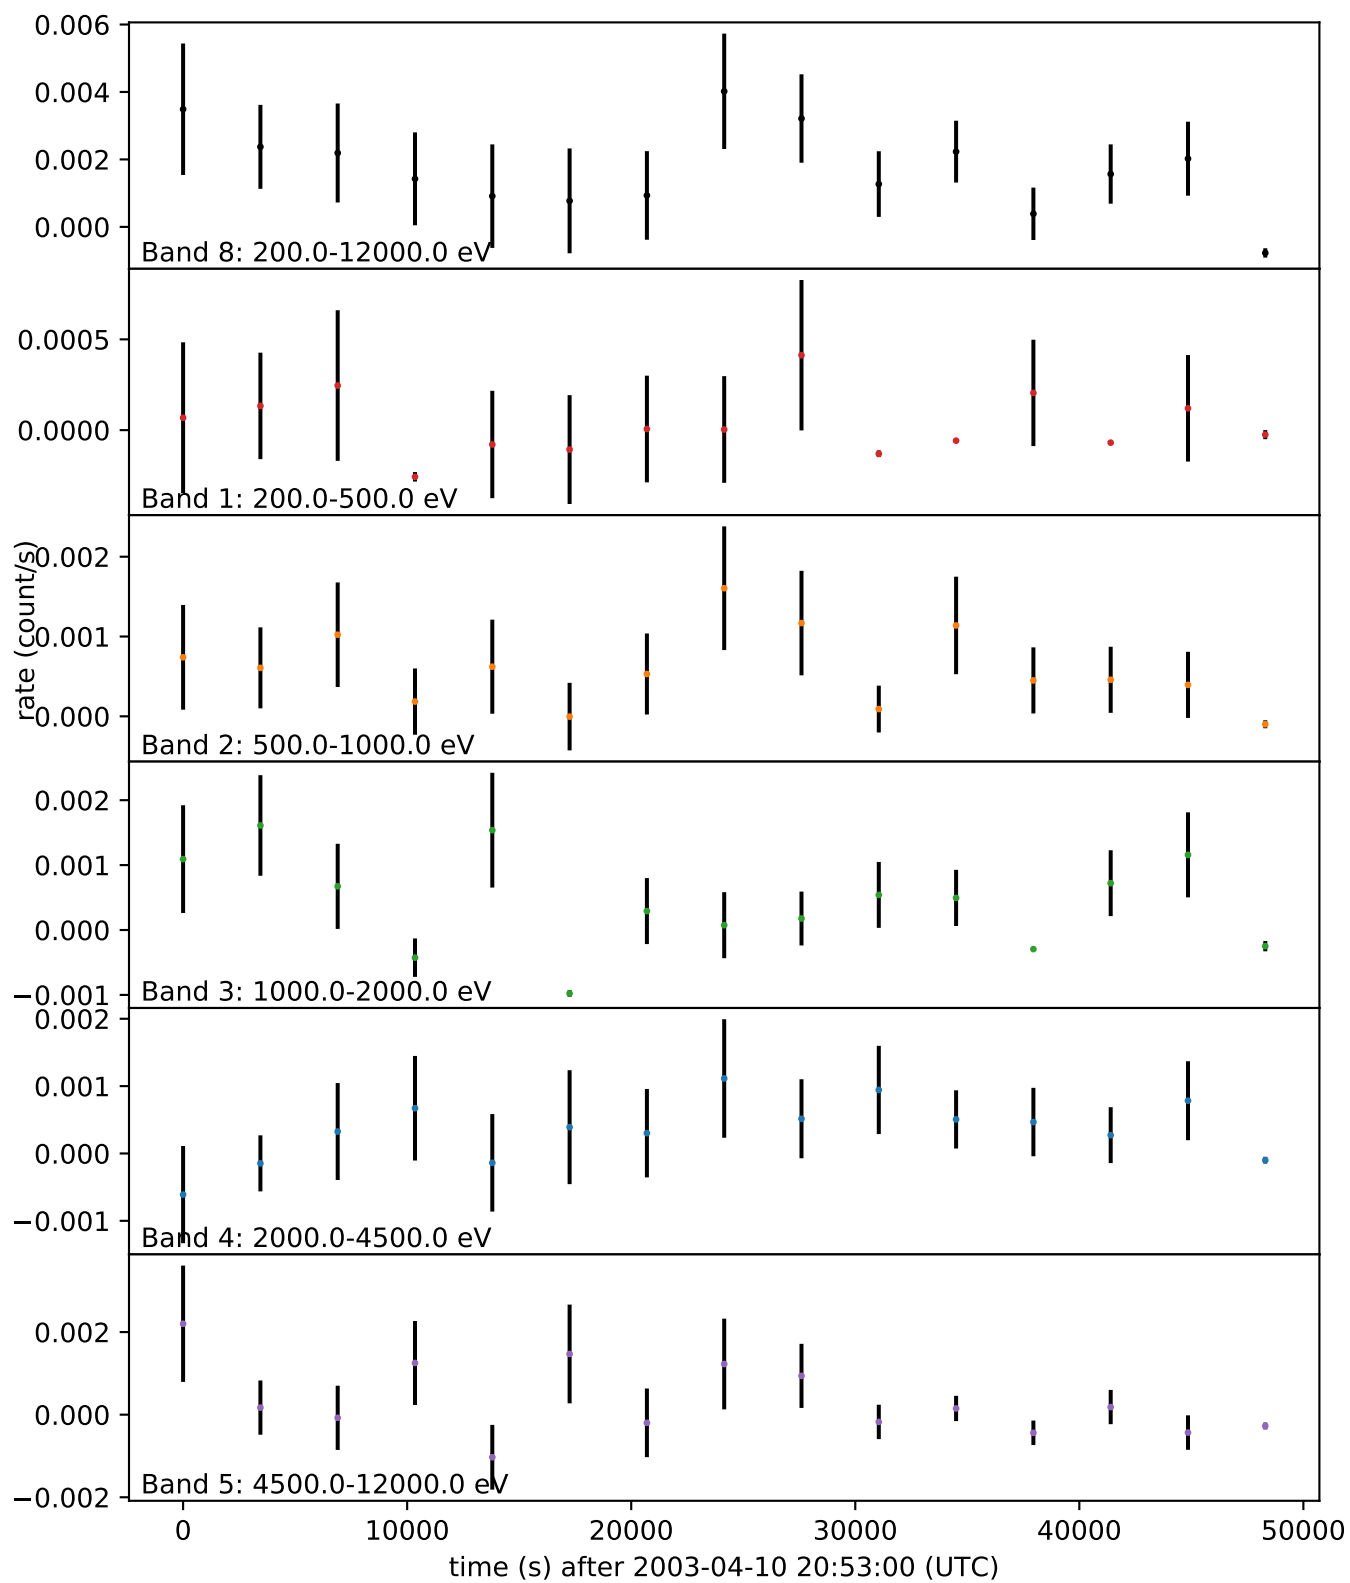 0.006
0.004
0.002
0.000
Band 8: 200.0-12000.0 eV
0.0005
0.0000
Band 1: 200.0-500.0 eV
rate (count/s)
0.002
0.001
0.000
Band 2: 500.0-1000.0 eV
0.002
0.001
0.000
−0.001
Band 3: 1000.0-2000.0 eV
0.002
0.001
0.000
−0.001
Band 4: 2000.0-4500.0 eV
0.002
0.000
−0.002
Band 5: 4500.0-12000.0 eV
0 10000 20000 30000 40000 50000
time (s) after 2003-04-10 20:53:00 (UTC)